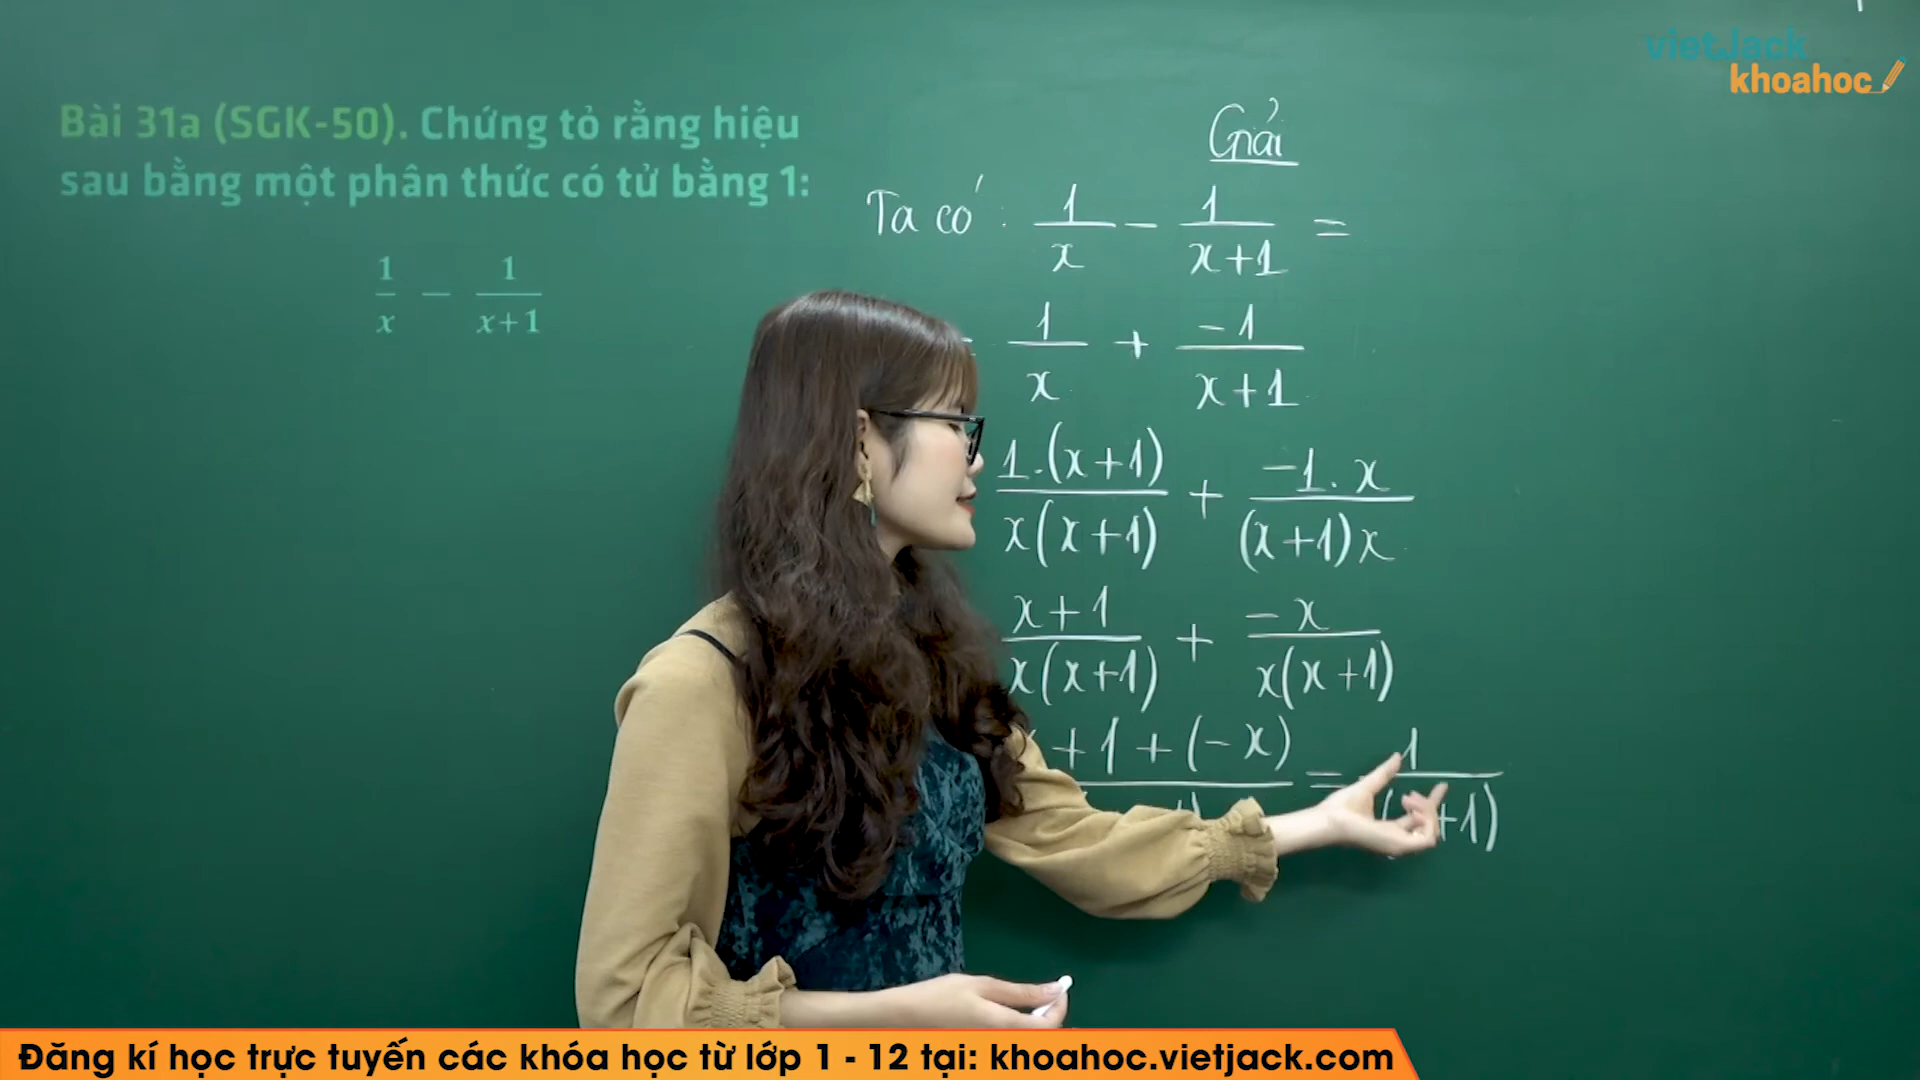 vietJack
khoahoc
Bài 31a (SGK-50). Chứng tỏ rằng hiệu
sau bằng một phân thức có tử bằng 1:
1/x − 1/(x+1)
Giải
Ta có: 1/x − 1/(x+1) =
= 1/x + −1/(x+1)
1.(x+1)/x(x+1) + −1.x/(x+1)x
x+1/x(x+1) + −x/x(x+1)
+1+(−x) = 1/ +1)
Đăng kí học trực tuyến các khóa học từ lớp 1 - 12 tại: khoahoc.vietjack.com